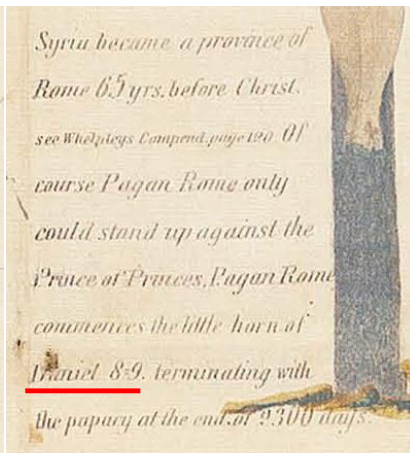 Syria became a province of
Rome 65 yrs. before Christ.
see Whelpleys Compend. page 120 Of
course Pagan Rome only
could stand up against the
Prince of Princes, Pagan Rome
commences the little horn of
Daniel 8-9. terminating with
the papacy at the end of 2300 days.